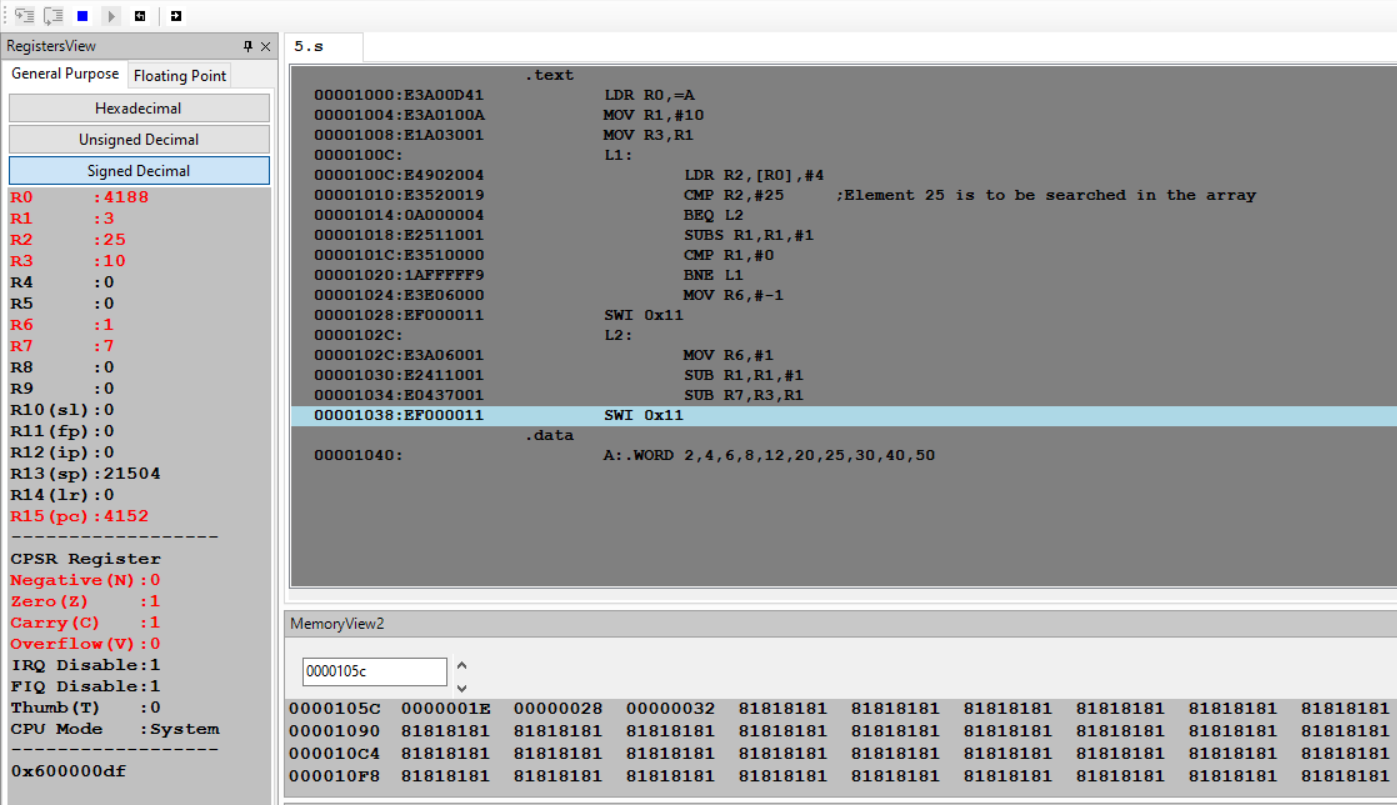 RegistersView
General Purpose Floating Point
Hexadecimal
Unsigned Decimal
Signed Decimal
R0 :4188
R1 :3
R2 :25
R3 :10
R4 :0
R5 :0
R6 :1
R7 :7
R8 :0
R9 :0
R10(sl):0
R11(fp):0
R12(ip):0
R13(sp):21504
R14(lr):0
R15(pc):4152
------------------
CPSR Register
Negative(N):0
Zero(Z) :1
Carry(C) :1
Overflow(V):0
IRQ Disable:1
FIQ Disable:1
Thumb(T) :0
CPU Mode :System
------------------
0x600000df
5.s
.text
00001000:E3A00D41 LDR R0,=A
00001004:E3A0100A MOV R1,#10
00001008:E1A03001 MOV R3,R1
0000100C: L1:
0000100C:E4902004 LDR R2,[R0],#4
00001010:E3520019 CMP R2,#25 ;Element 25 is to be searched in the array
00001014:0A000004 BEQ L2
00001018:E2511001 SUBS R1,R1,#1
0000101C:E3510000 CMP R1,#0
00001020:1AFFFFF9 BNE L1
00001024:E3E06000 MOV R6,#-1
00001028:EF000011 SWI 0x11
0000102C: L2:
0000102C:E3A06001 MOV R6,#1
00001030:E2411001 SUB R1,R1,#1
00001034:E0437001 SUB R7,R3,R1
00001038:EF000011 SWI 0x11
.data
00001040: A:.WORD 2,4,6,8,12,20,25,30,40,50
MemoryView2
0000105c
0000105C 0000001E 00000028 00000032 81818181 81818181 81818181 81818181 81818181 81818181
00001090 81818181 81818181 81818181 81818181 81818181 81818181 81818181 81818181 81818181
000010C4 81818181 81818181 81818181 81818181 81818181 81818181 81818181 81818181 81818181
000010F8 81818181 81818181 81818181 81818181 81818181 81818181 81818181 81818181 81818181